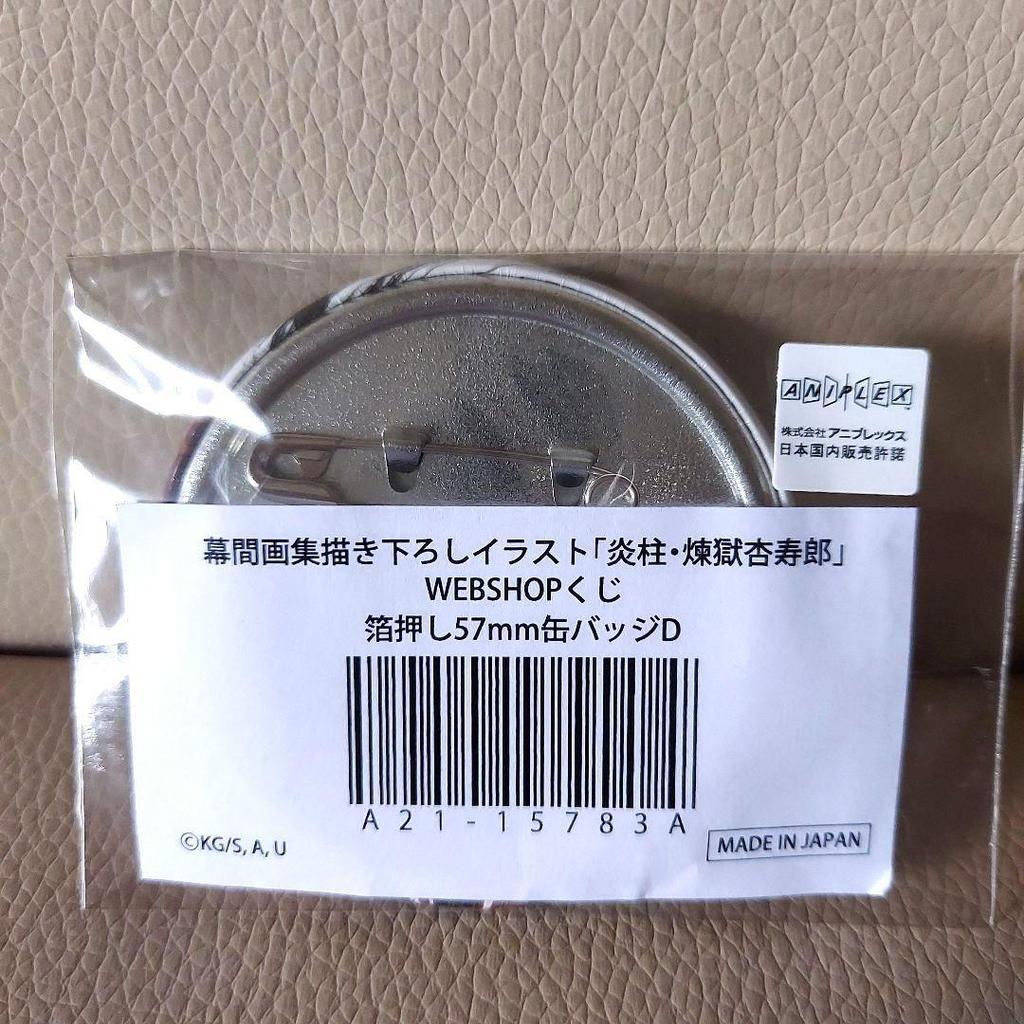 ANIPLEX
株式会社 アニプレックス
日本国内販売許諾
幕間画集描き下ろしイラスト「炎柱・煉獄杏寿郎」
WEBSHOPくじ
箔押し57mm缶バッジD
A21-15783A
©KG/S, A, U
MADE IN JAPAN